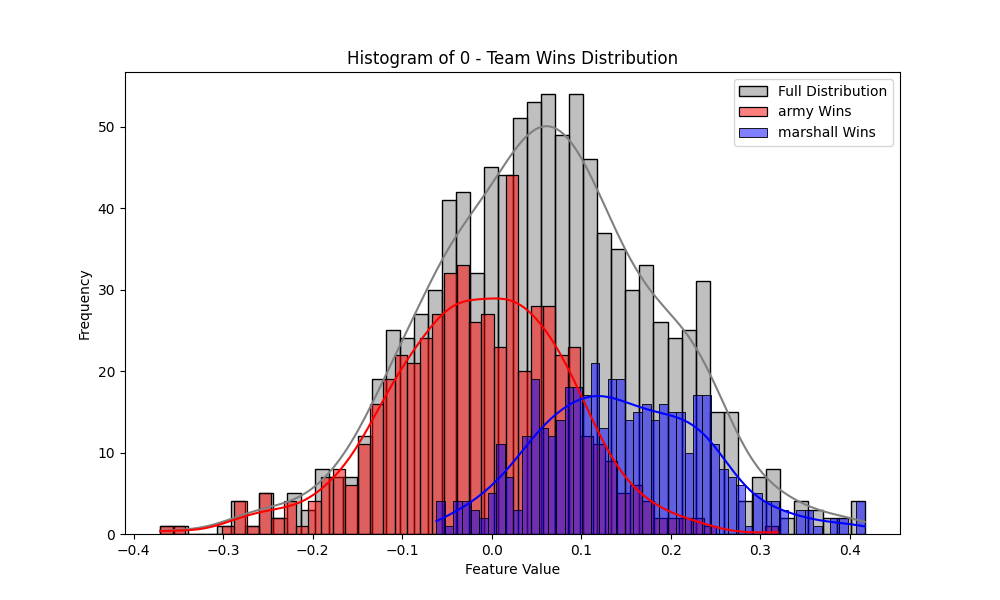 Histogram of 0 - Team Wins Distribution
Full Distribution
army Wins
marshall Wins
Frequency
50
40
30
20
10
0
−0.4 −0.3 −0.2 −0.1 0.0 0.1 0.2 0.3 0.4
Feature Value